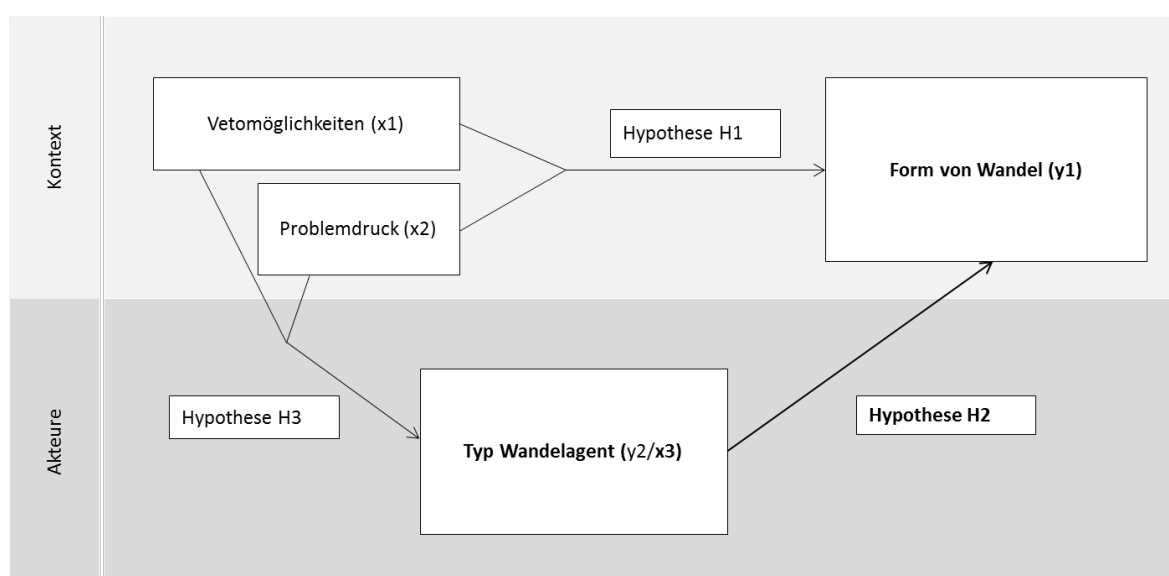 Kontext
Vetomöglichkeiten (x1)
Hypothese H1
Form von Wandel (y1)
Problemdruck (x2)
Akteure
Hypothese H3
Typ Wandelagent (y2/x3)
Hypothese H2